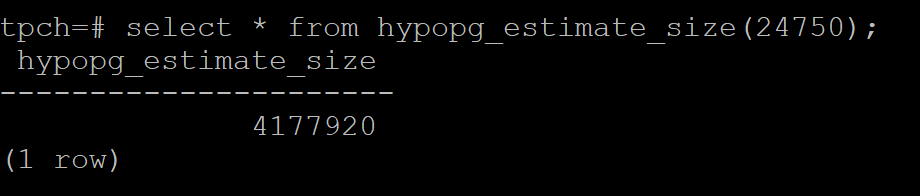 tpch=# select * from hypopg_estimate_size(24750);
 hypopg_estimate_size
----------------------
              4177920
(1 row)